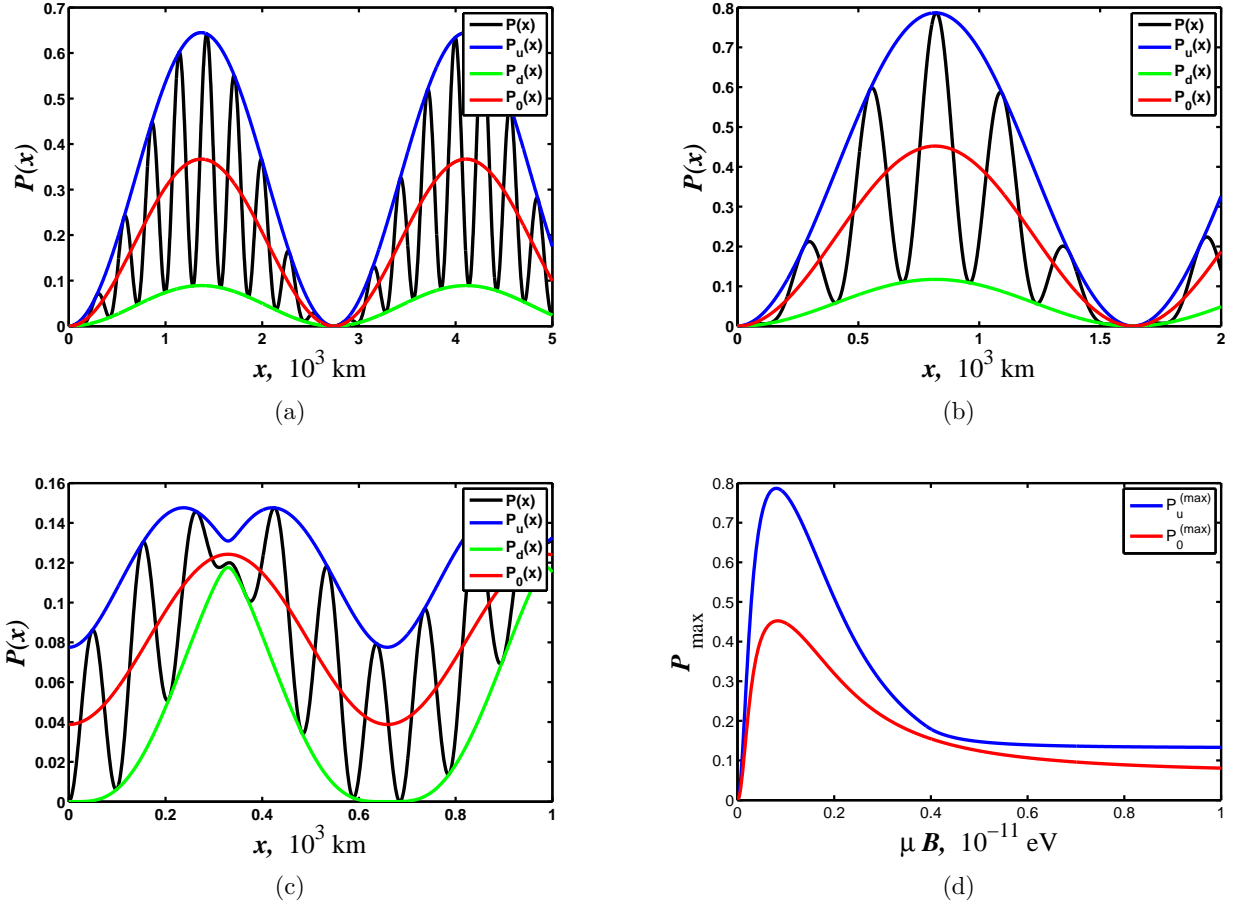 0.7
0.6
0.5
0.4
0.3
0.2
0.1
0
0 1 2 3 4 5
P(x)
x, 10^3 km
P(x)
P_u(x)
P_d(x)
P_0(x)
(a)
0.8
0.7
0.6
0.5
0.4
0.3
0.2
0.1
0
0 0.5 1 1.5 2
P(x)
x, 10^3 km
P(x)
P_u(x)
P_d(x)
P_0(x)
(b)
0.16
0.14
0.12
0.1
0.08
0.06
0.04
0.02
0
0 0.2 0.4 0.6 0.8 1
P(x)
x, 10^3 km
P(x)
P_u(x)
P_d(x)
P_0(x)
(c)
0.8
0.7
0.6
0.5
0.4
0.3
0.2
0.1
0
0 0.2 0.4 0.6 0.8 1
P_max
μ B, 10^−11 eV
P_u^(max)
P_0^(max)
(d)